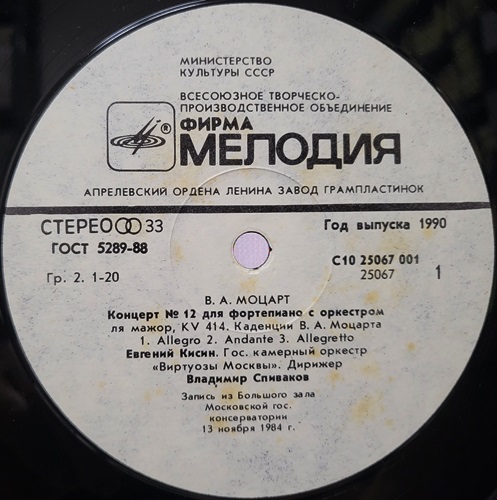 МИНИСТЕРСТВО
КУЛЬТУРЫ СССР
ВСЕСОЮЗНОЕ ТВОРЧЕСКО-
ПРОИЗВОДСТВЕННОЕ ОБЪЕДИНЕНИЕ
®
ФИРМА
МЕЛОДИЯ
АПРЕЛЕВСКИЙ ОРДЕНА ЛЕНИНА ЗАВОД ГРАМПЛАСТИНОК
СТЕРЕО 33
Год выпуска 1990
ГОСТ 5289-88
С10 25067 001
Гр. 2. 1-20
25067
1
В. А. МОЦАРТ
Концерт № 12 для фортепиано с оркестром
ля мажор, KV 414. Каденции В. А. Моцарта
1. Allegro 2. Andante 3. Allegretto
Евгений Кисин. Гос. камерный оркестр
«Виртуозы Москвы». Дирижер
Владимир Спиваков
Запись из Большого зала
Московской гос.
консерватории
13 ноября 1984 г.